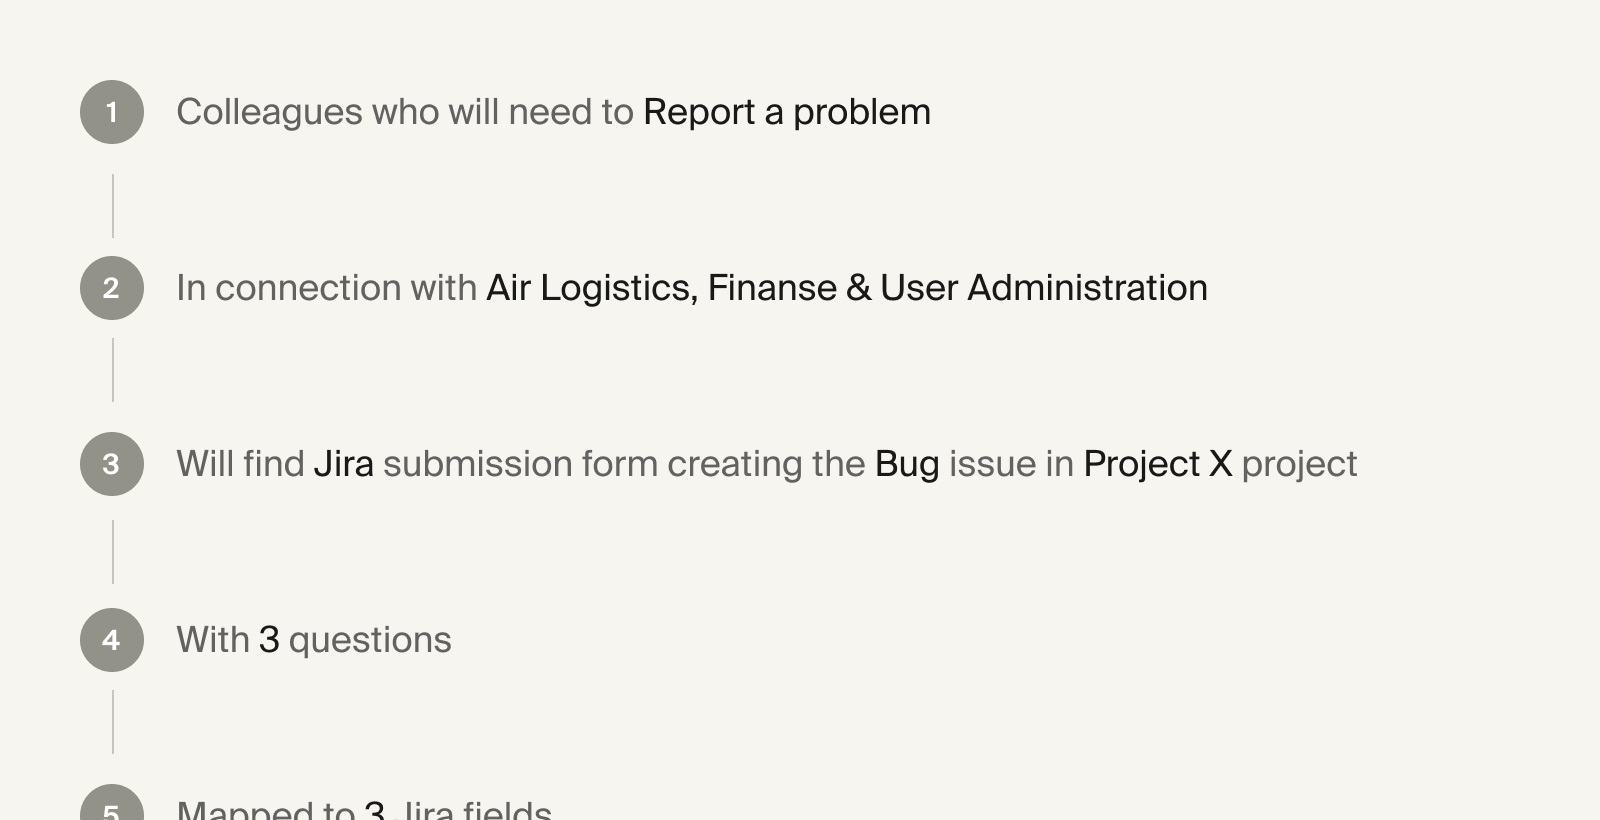 1 Colleagues who will need to Report a problem
2 In connection with Air Logistics, Finanse & User Administration
3 Will find Jira submission form creating the Bug issue in Project X project
4 With 3 questions
5 Mapped to 3 Jira fields